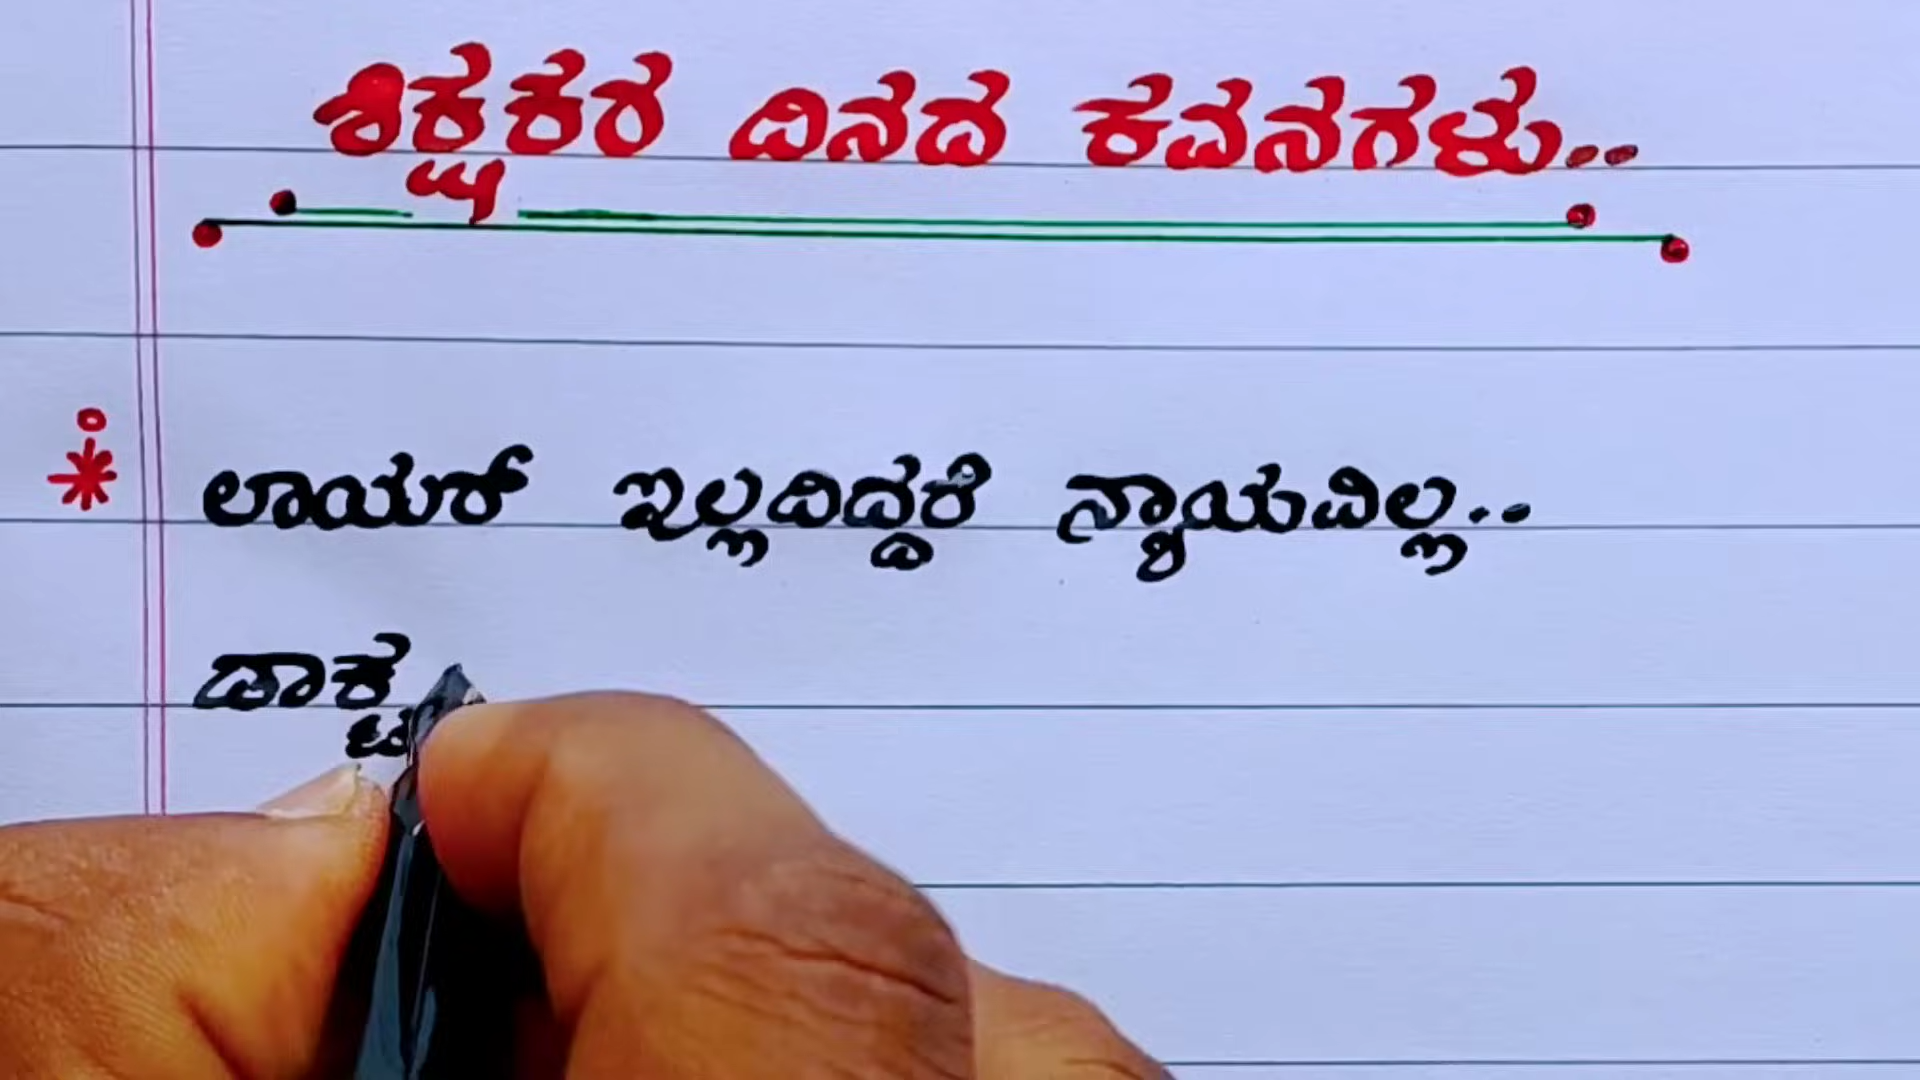 ಶಿಕ್ಷಕರ ದಿನದ ಕವನಗಳು..
ಲಾಯರ್ ಇಲ್ಲದಿದ್ದರೆ ನ್ಯಾಯವಿಲ್ಲ..
ಡಾಕ್ಟ